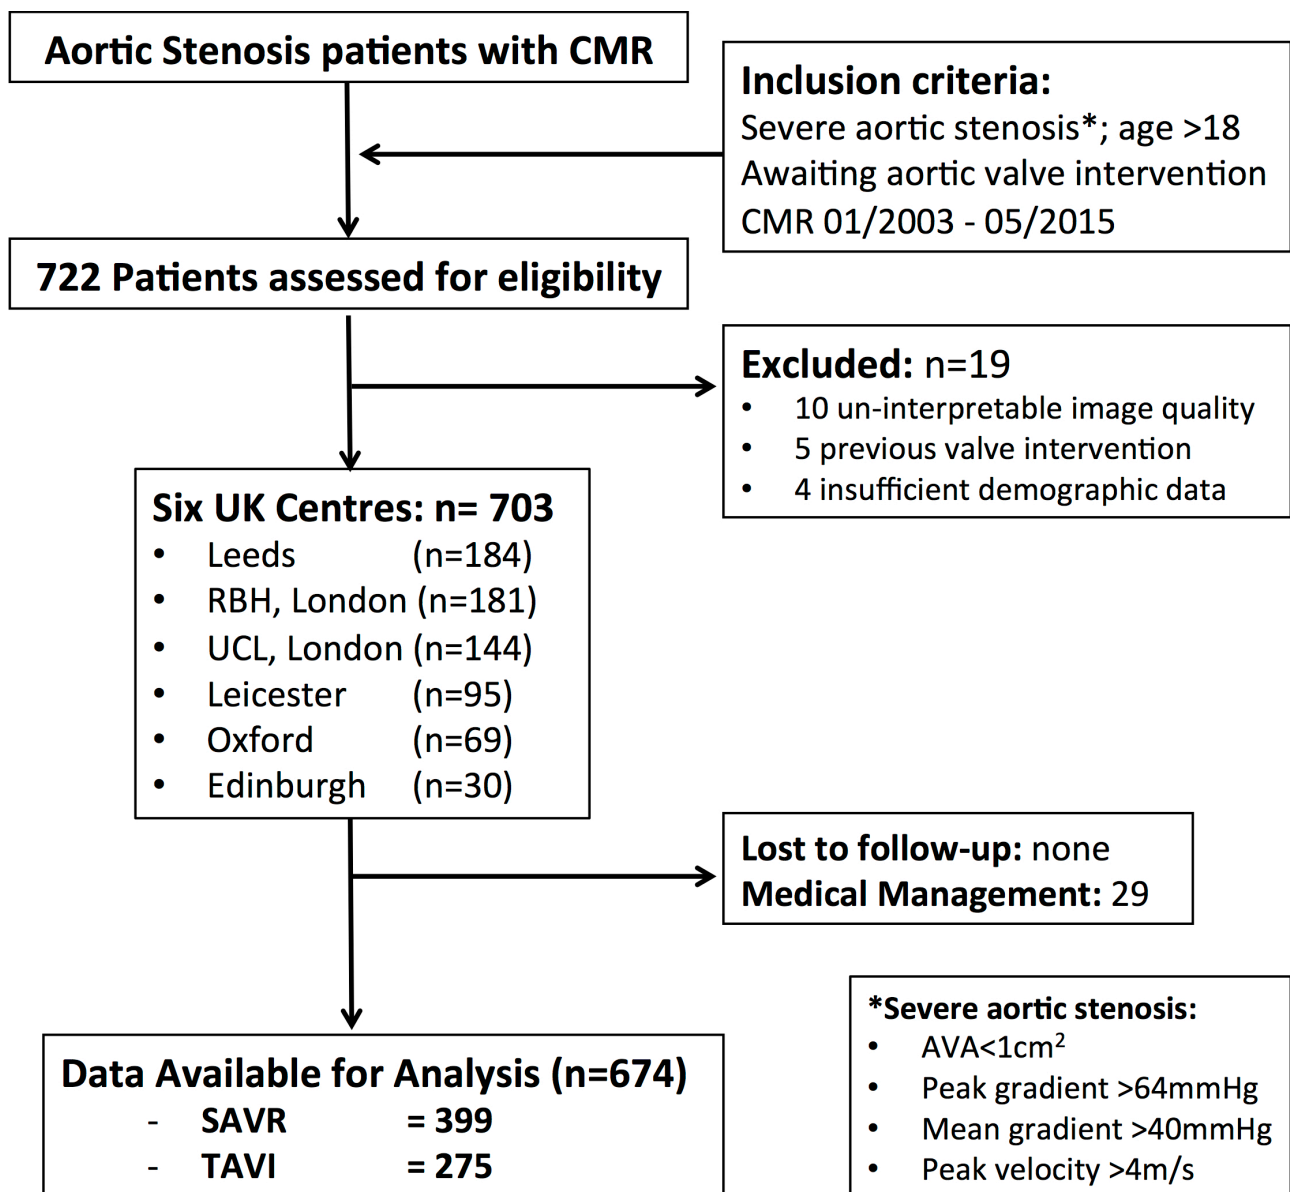 Aortic Stenosis patients with CMR
Inclusion criteria:
Severe aortic stenosis*; age >18
Awaiting aortic valve intervention
CMR 01/2003 - 05/2015
722 Patients assessed for eligibility
Excluded: n=19
• 10 un-interpretable image quality
• 5 previous valve intervention
• 4 insufficient demographic data
Six UK Centres: n= 703
• Leeds (n=184)
• RBH, London (n=181)
• UCL, London (n=144)
• Leicester (n=95)
• Oxford (n=69)
• Edinburgh (n=30)
Lost to follow-up: none
Medical Management: 29
Data Available for Analysis (n=674)
- SAVR = 399
- TAVI = 275
*Severe aortic stenosis:
• AVA<1cm²
• Peak gradient >64mmHg
• Mean gradient >40mmHg
• Peak velocity >4m/s